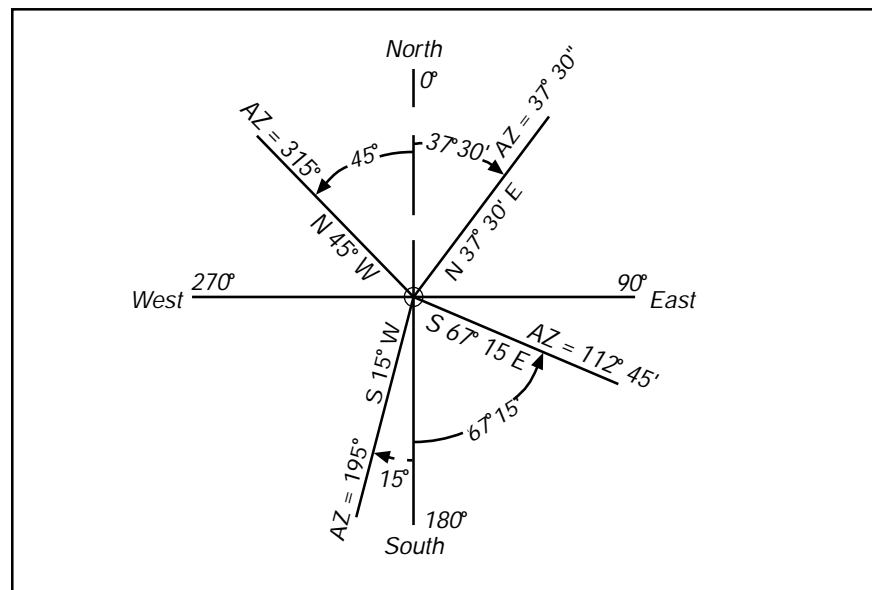 North
0°
AZ = 315°
45°
37°30'
AZ = 37° 30"
N 45° W
N 37° 30' E
West
270°
90°
East
S 67° 15 E
AZ = 112° 45'
S 15° W
67°15'
AZ = 195°
15°
180°
South